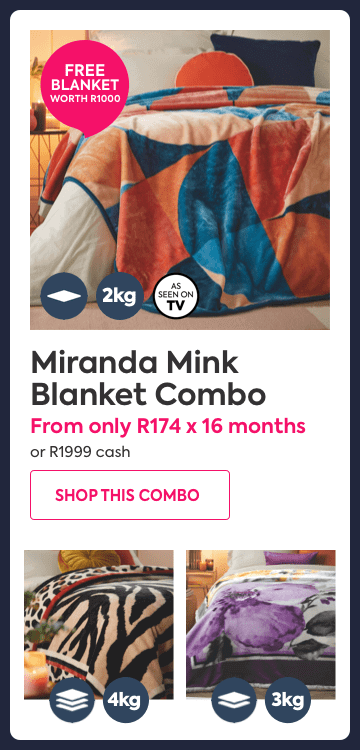 FREE
BLANKET
WORTH R1000
2kg
AS
SEEN ON
TV
Miranda Mink
Blanket Combo
From only R174 x 16 months
or R1999 cash
SHOP THIS COMBO
4kg
3kg